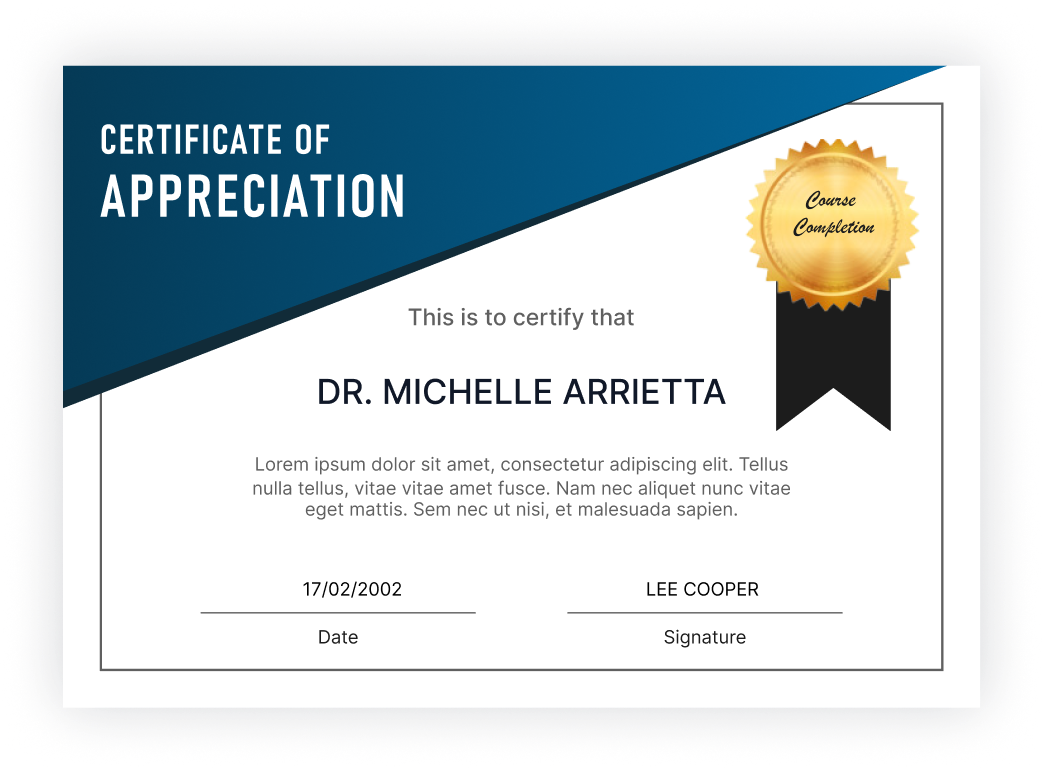 CERTIFICATE OF
APPRECIATION
Course
Completion
This is to certify that
DR. MICHELLE ARRIETTA
Lorem ipsum dolor sit amet, consectetur adipiscing elit. Tellus
nulla tellus, vitae vitae amet fusce. Nam nec aliquet nunc vitae
eget mattis. Sem nec ut nisi, et malesuada sapien.
17/02/2002
LEE COOPER
Date
Signature